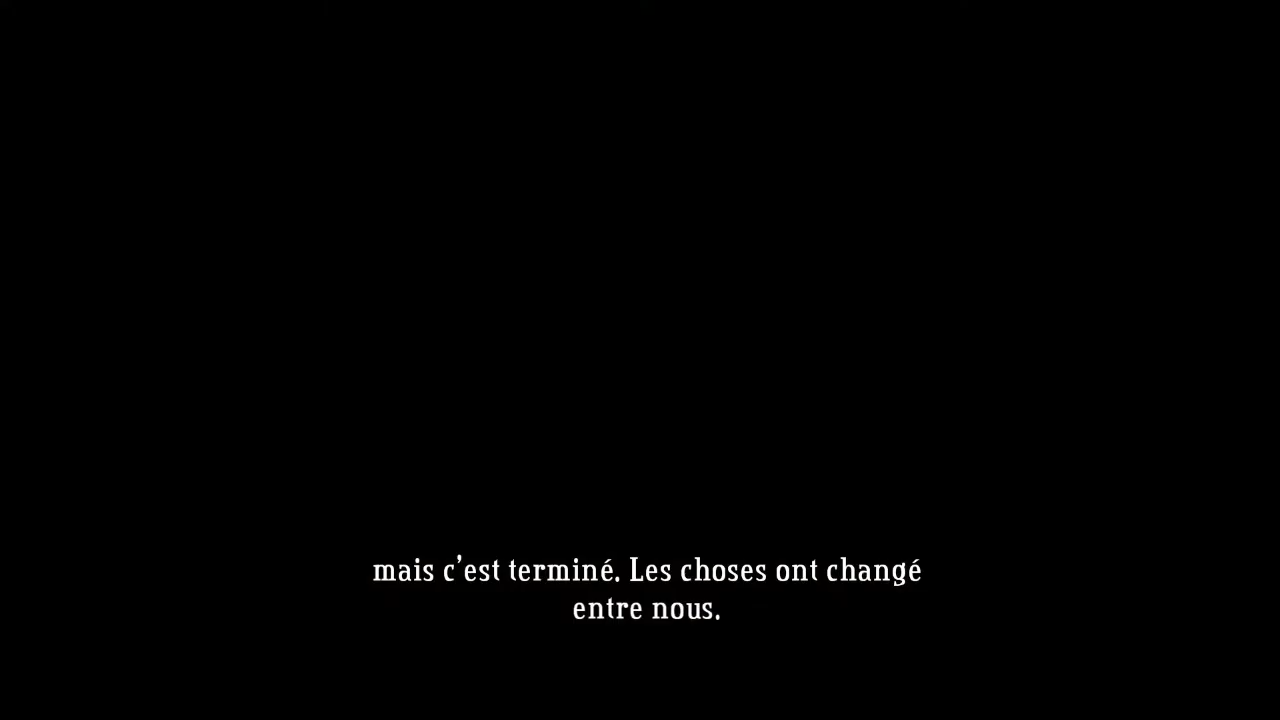 mais c'est terminé. Les choses ont changé
entre nous.